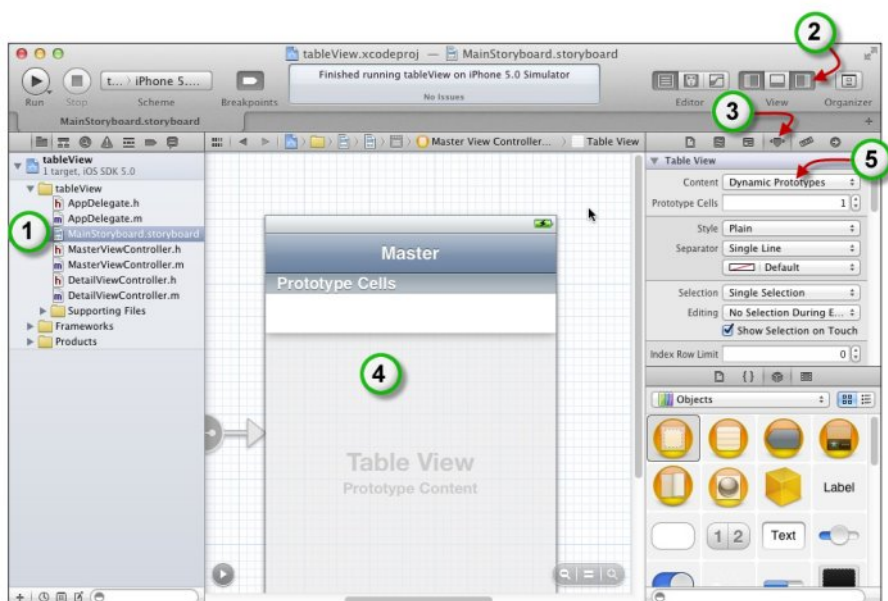 2
tableView.xcodeproj — MainStoryboard.storyboard
t... iPhone 5....
Finished running tableView on iPhone 5.0 Simulator
No Issues
Run Stop Scheme Breakpoints Editor View Organizer
3
MainStoryboard.storyboard
Master View Controller... Table View
tableView
1 target, iOS SDK 5.0
tableView
AppDelegate.h
AppDelegate.m
1
MainStoryboard.storyboard
MasterViewController.h
MasterViewController.m
DetailViewController.h
DetailViewController.m
Supporting Files
Frameworks
Products
Master
Prototype Cells
4
Table View
Prototype Content
Table View
5
Content Dynamic Prototypes
Prototype Cells 1
Style Plain
Separator Single Line
Default
Selection Single Selection
Editing No Selection During E...
Show Selection on Touch
Index Row Limit 0
{ }
Objects
Label
1 2 Text